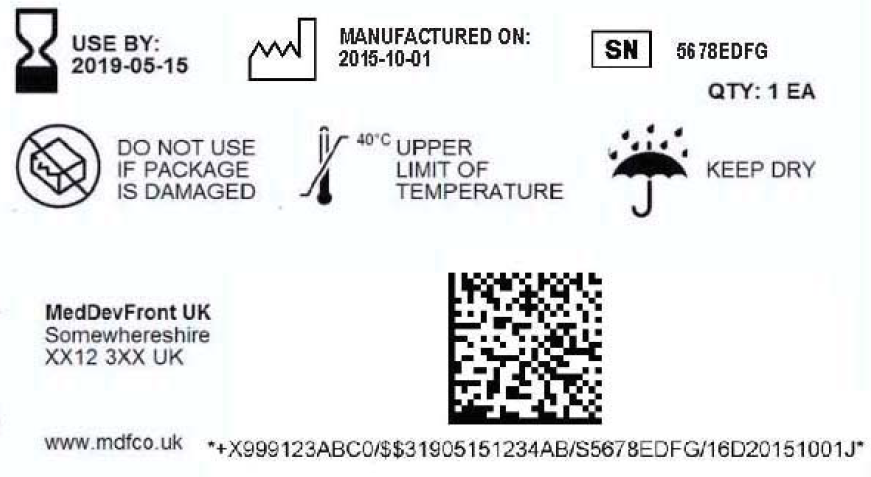 USE BY:
2019-05-15
MANUFACTURED ON:
2015-10-01
SN
5678EDFG
QTY: 1 EA
DO NOT USE
IF PACKAGE
IS DAMAGED
40°C
UPPER
LIMIT OF
TEMPERATURE
KEEP DRY
MedDevFront UK
Somewhereshire
XX12 3XX UK
www.mdfco.uk
*+X999123ABC0/$$31905151234AB/S5678EDFG/16D20151001J*